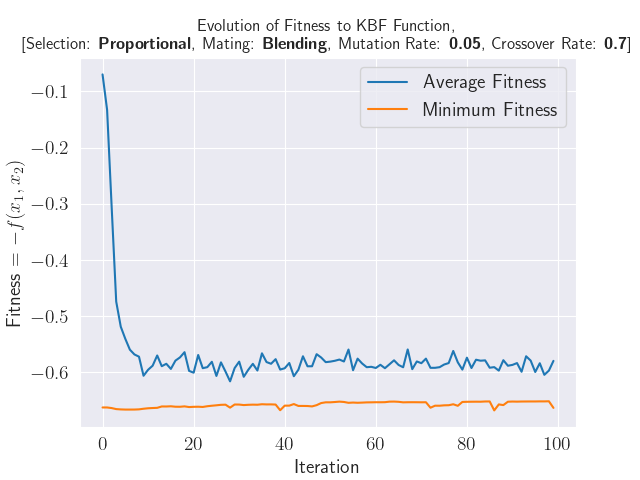 Evolution of Fitness to KBF Function,
[Selection: Proportional, Mating: Blending, Mutation Rate: 0.05, Crossover Rate: 0.7]
Average Fitness
Minimum Fitness
Fitness = −f(x₁, x₂)
−0.1
−0.2
−0.3
−0.4
−0.5
−0.6
0 20 40 60 80 100
Iteration